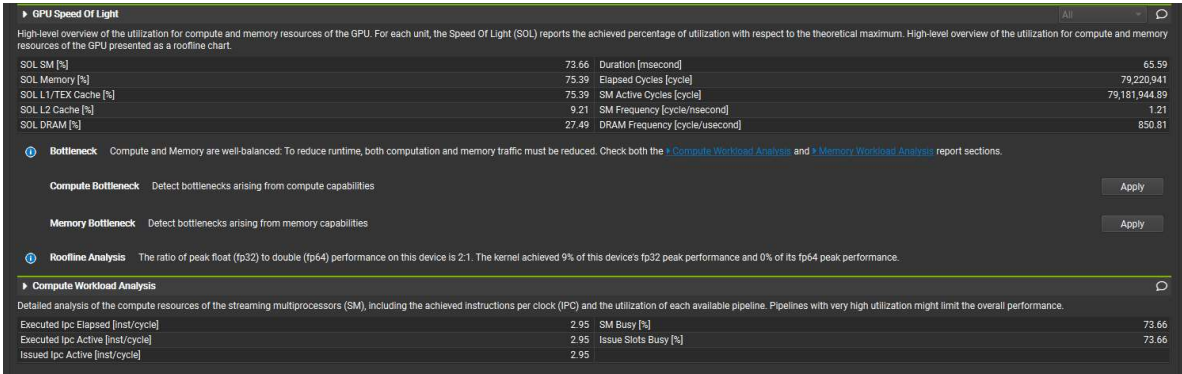 GPU Speed Of Light
All
High-level overview of the utilization for compute and memory resources of the GPU. For each unit, the Speed Of Light (SOL) reports the achieved percentage of utilization with respect to the theoretical maximum. High-level overview of the utilization for compute and memory
resources of the GPU presented as a roofline chart.
SOL SM [%] 73.66 Duration [msecond] 65.59
SOL Memory [%] 75.39 Elapsed Cycles [cycle] 79,220,941
SOL L1/TEX Cache [%] 75.39 SM Active Cycles [cycle] 79,181,944.89
SOL L2 Cache [%] 9.21 SM Frequency [cycle/nsecond] 1.21
SOL DRAM [%] 27.49 DRAM Frequency [cycle/usecond] 850.81
Bottleneck Compute and Memory are well-balanced: To reduce runtime, both computation and memory traffic must be reduced. Check both the Compute Workload Analysis and Memory Workload Analysis report sections.
Compute Bottleneck Detect bottlenecks arising from compute capabilities Apply
Memory Bottleneck Detect bottlenecks arising from memory capabilities Apply
Roofline Analysis The ratio of peak float (fp32) to double (fp64) performance on this device is 2:1. The kernel achieved 9% of this device's fp32 peak performance and 0% of its fp64 peak performance.
Compute Workload Analysis
Detailed analysis of the compute resources of the streaming multiprocessors (SM), including the achieved instructions per clock (IPC) and the utilization of each available pipeline. Pipelines with very high utilization might limit the overall performance.
Executed Ipc Elapsed [inst/cycle] 2.95 SM Busy [%] 73.66
Executed Ipc Active [inst/cycle] 2.95 Issue Slots Busy [%] 73.66
Issued Ipc Active [inst/cycle] 2.95